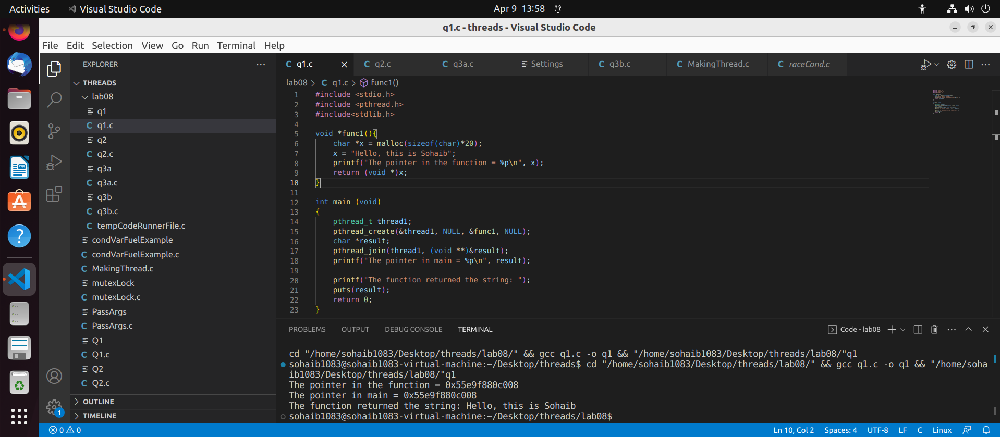 Activities
Visual Studio Code
Apr 9 13:58
q1.c - threads - Visual Studio Code
File Edit Selection View Go Run Terminal Help
EXPLORER
THREADS
lab08
q1
q1.c
q2
q2.c
q3a
q3a.c
q3b
q3b.c
tempCodeRunnerFile.c
condVarFuelExample
condVarFuelExample.c
MakingThread.c
mutexLock
mutexLock.c
PassArgs
PassArgs.c
Q1
Q1.c
Q2
Q2.c
OUTLINE
TIMELINE
C q1.c
C q2.c
C q3a.c
Settings
C q3b.c
C MakingThread.c
C raceCond.c
lab08 > C q1.c > func1()
1 #include <stdio.h>
2 #include <pthread.h>
3 #include<stdlib.h>
4
5 void *func1(){
6 char *x = malloc(sizeof(char)*20);
7 x = "Hello, this is Sohaib";
8 printf("The pointer in the function = %p\n", x);
9 return (void *)x;
10 }
11
12 int main (void)
13 {
14 pthread_t thread1;
15 pthread_create(&thread1, NULL, &func1, NULL);
16 char *result;
17 pthread_join(thread1, (void **)&result);
18 printf("The pointer in main = %p\n", result);
19
20 printf("The function returned the string: ");
21 puts(result);
22 return 0;
23 }
PROBLEMS OUTPUT DEBUG CONSOLE TERMINAL
Code - lab08
cd "/home/sohaib1083/Desktop/threads/lab08/" && gcc q1.c -o q1 && "/home/sohaib1083/Desktop/threads/lab08/"q1
sohaib1083@sohaib1083-virtual-machine:~/Desktop/threads$ cd "/home/sohaib1083/Desktop/threads/lab08/" && gcc q1.c -o q1 && "/home/soha
ib1083/Desktop/threads/lab08/"q1
The pointer in the function = 0x55e9f880c008
The pointer in main = 0x55e9f880c008
The function returned the string: Hello, this is Sohaib
sohaib1083@sohaib1083-virtual-machine:~/Desktop/threads/lab08$
1
0 0
Ln 10, Col 2 Spaces: 4 UTF-8 LF C Linux